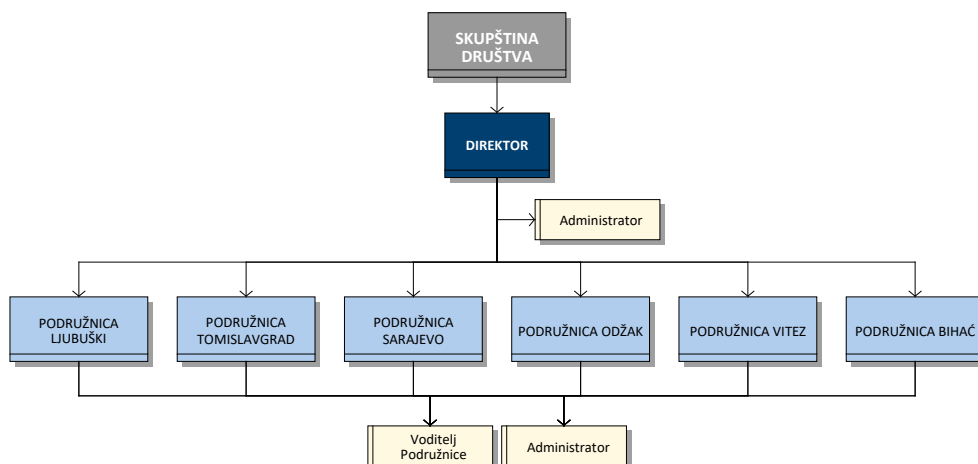 SKUPŠTINA
DRUŠTVA
DIREKTOR
Administrator
PODRUŽNICA
LJUBUŠKI
PODRUŽNICA
TOMISLAVGRAD
PODRUŽNICA
SARAJEVO
PODRUŽNICA ODŽAK
PODRUŽNICA VITEZ
PODRUŽNICA BIHAĆ
Voditelj
Podružnice
Administrator